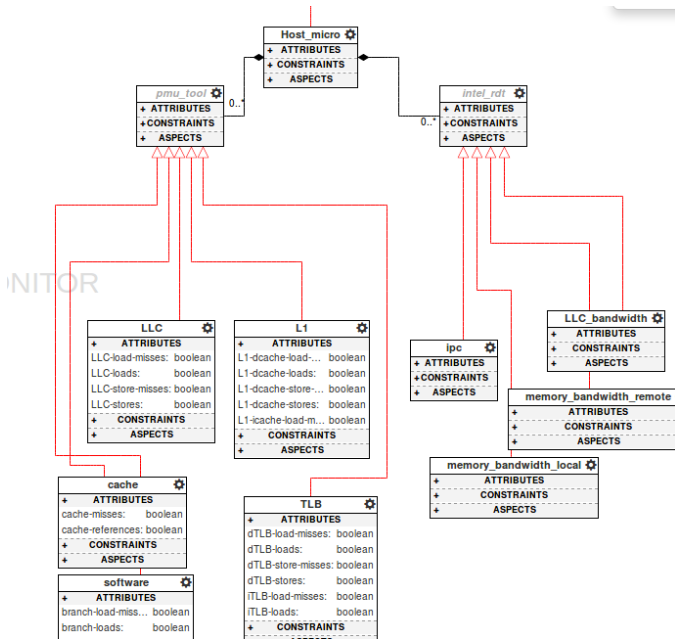 Host_micro
+ ATTRIBUTES
+ CONSTRAINTS
+ ASPECTS
pmu_tool
+ ATTRIBUTES
+ CONSTRAINTS
+ ASPECTS
0..*
intel_rdt
+ ATTRIBUTES
+ CONSTRAINTS
+ ASPECTS
0..*
ONITOR
LLC
+ ATTRIBUTES
LLC-load-misses: boolean
LLC-loads: boolean
LLC-store-misses: boolean
LLC-stores: boolean
+ CONSTRAINTS
+ ASPECTS
L1
+ ATTRIBUTES
L1-dcache-load-... boolean
L1-dcache-loads: boolean
L1-dcache-store-... boolean
L1-dcache-stores: boolean
L1-icache-load-m... boolean
+ CONSTRAINTS
+ ASPECTS
ipc
+ ATTRIBUTES
+ CONSTRAINTS
+ ASPECTS
LLC_bandwidth
+ ATTRIBUTES
+ CONSTRAINTS
+ ASPECTS
memory_bandwidth_remote
+ ATTRIBUTES
+ CONSTRAINTS
+ ASPECTS
memory_bandwidth_local
+ ATTRIBUTES
+ CONSTRAINTS
+ ASPECTS
cache
+ ATTRIBUTES
cache-misses: boolean
cache-references: boolean
+ CONSTRAINTS
+ ASPECTS
TLB
+ ATTRIBUTES
dTLB-load-misses: boolean
dTLB-loads: boolean
dTLB-store-misses: boolean
dTLB-stores: boolean
iTLB-load-misses: boolean
iTLB-loads: boolean
+ CONSTRAINTS
ASPECTS
software
+ ATTRIBUTES
branch-load-miss... boolean
branch-loads: boolean